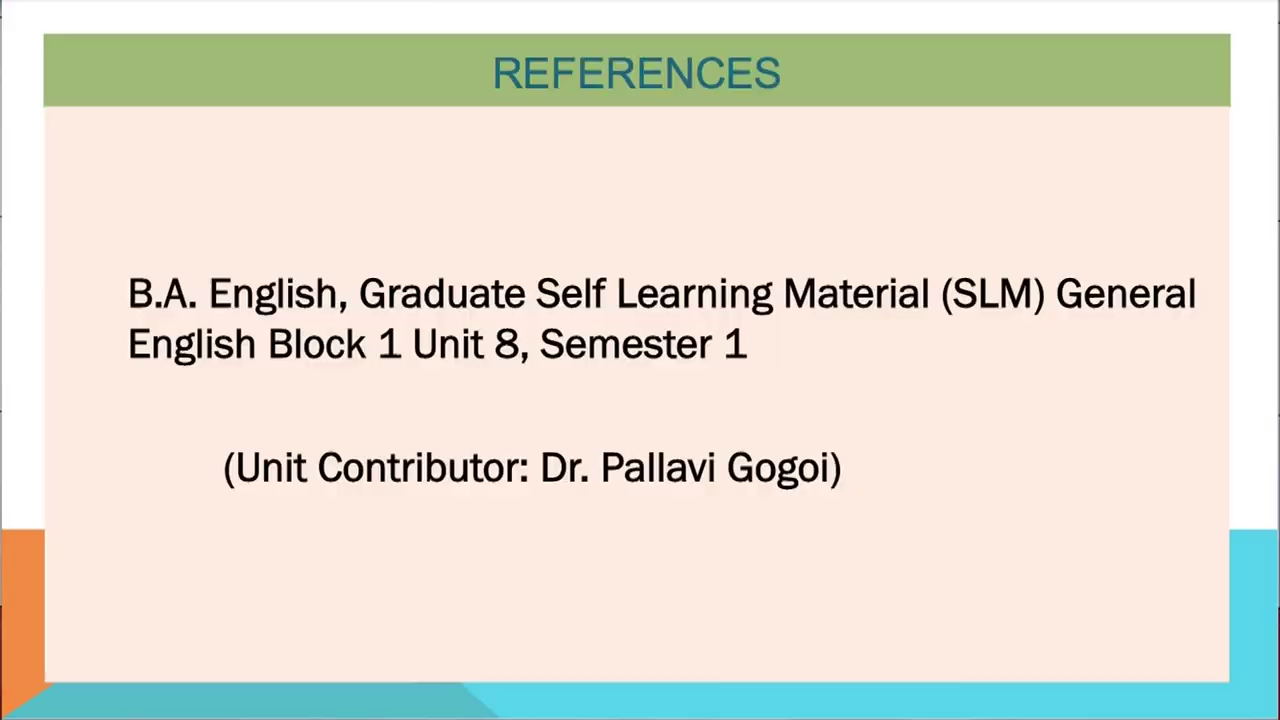 REFERENCES
B.A. English, Graduate Self Learning Material (SLM) General
English Block 1 Unit 8, Semester 1
(Unit Contributor: Dr. Pallavi Gogoi)